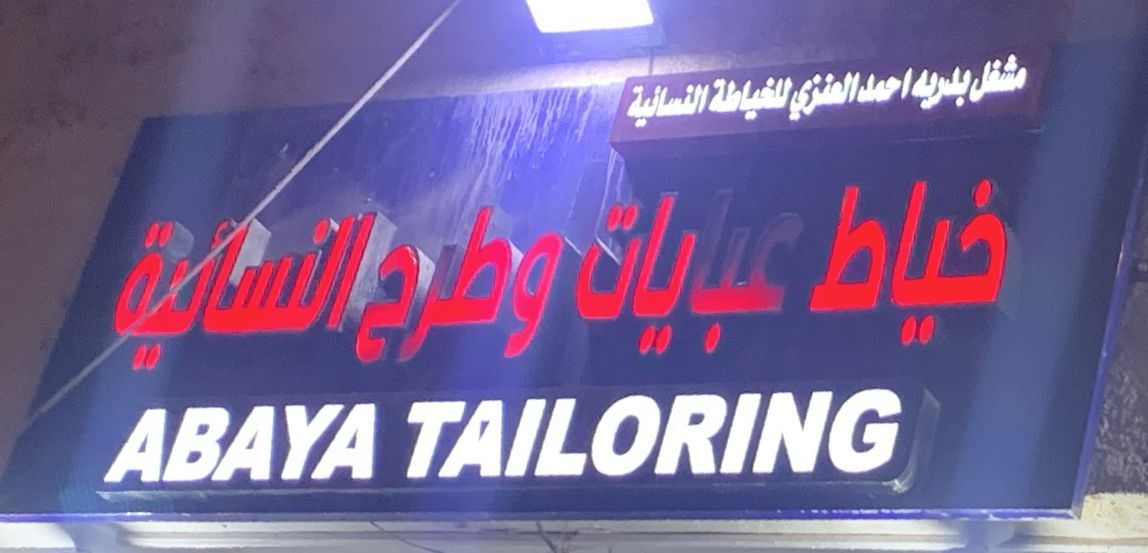 مشغل بدريه احمد العنزي للخياطة النسائية
خياط عبايات وطرح النسائية
ABAYA TAILORING